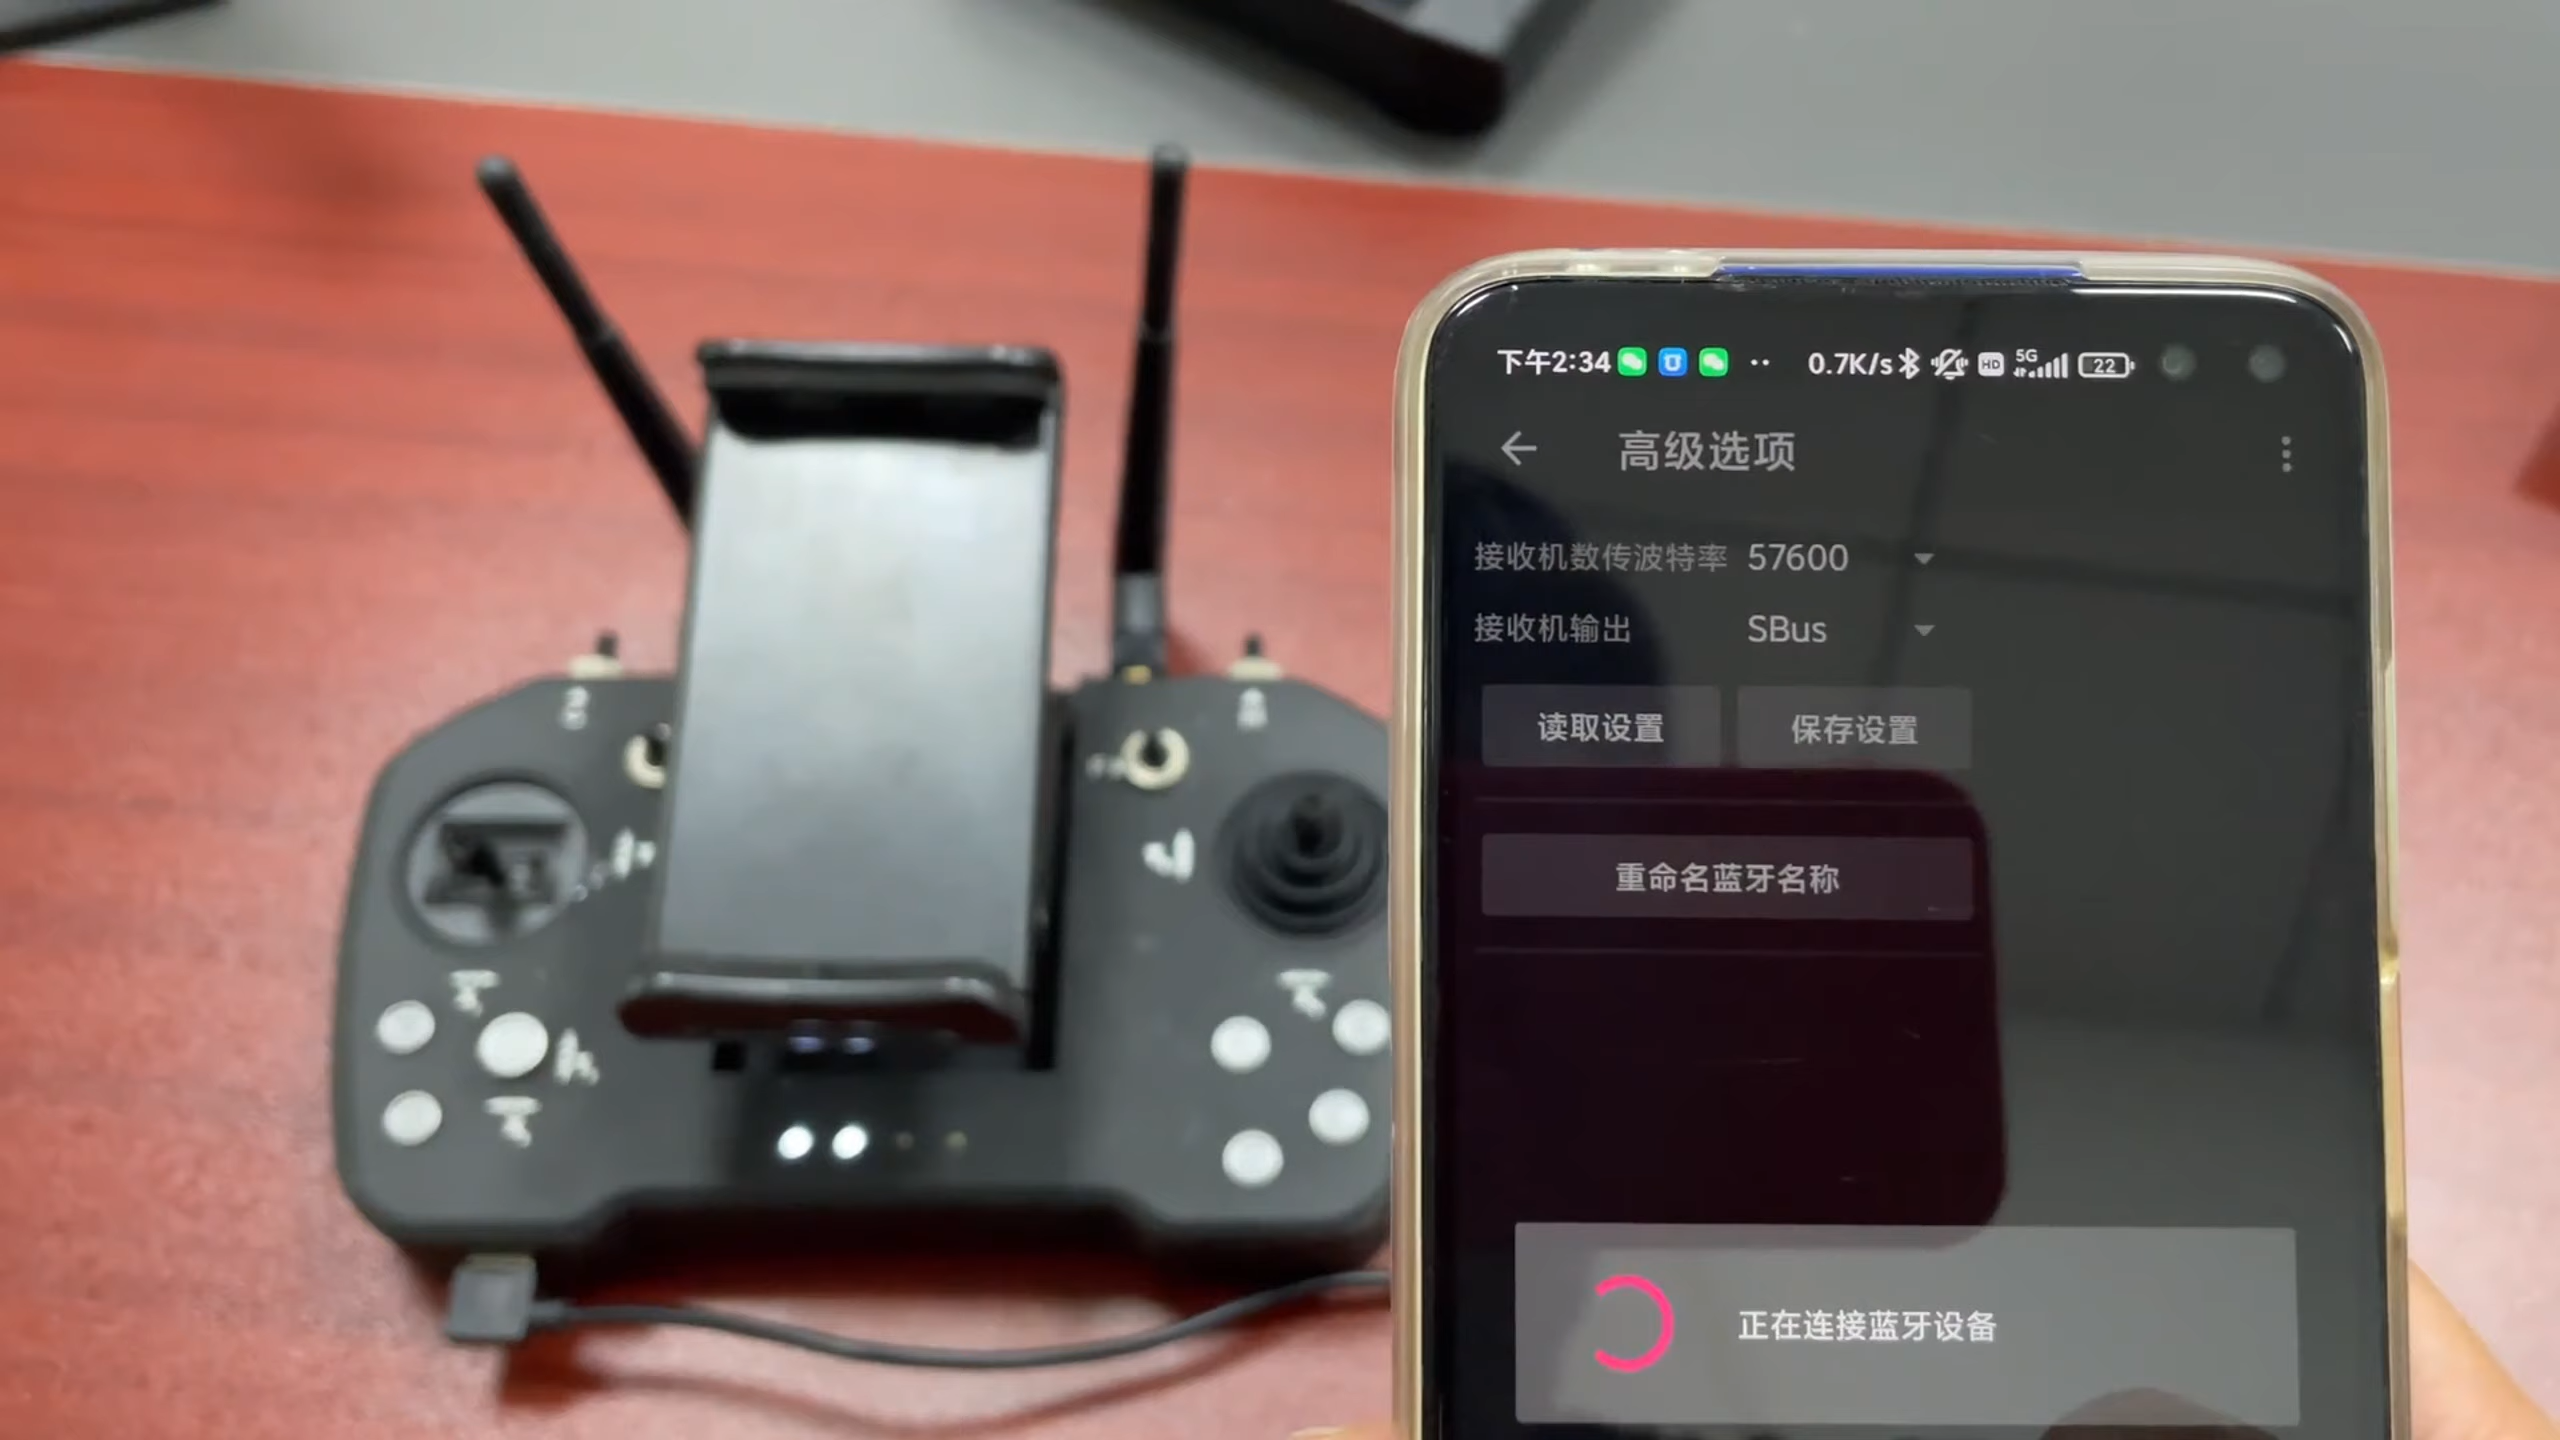 下午2:34 ·· 0.7K/s HD 5G 22
高级选项
接收机数传波特率 57600
接收机输出 SBus
读取设置 保存设置
重命名蓝牙名称
正在连接蓝牙设备